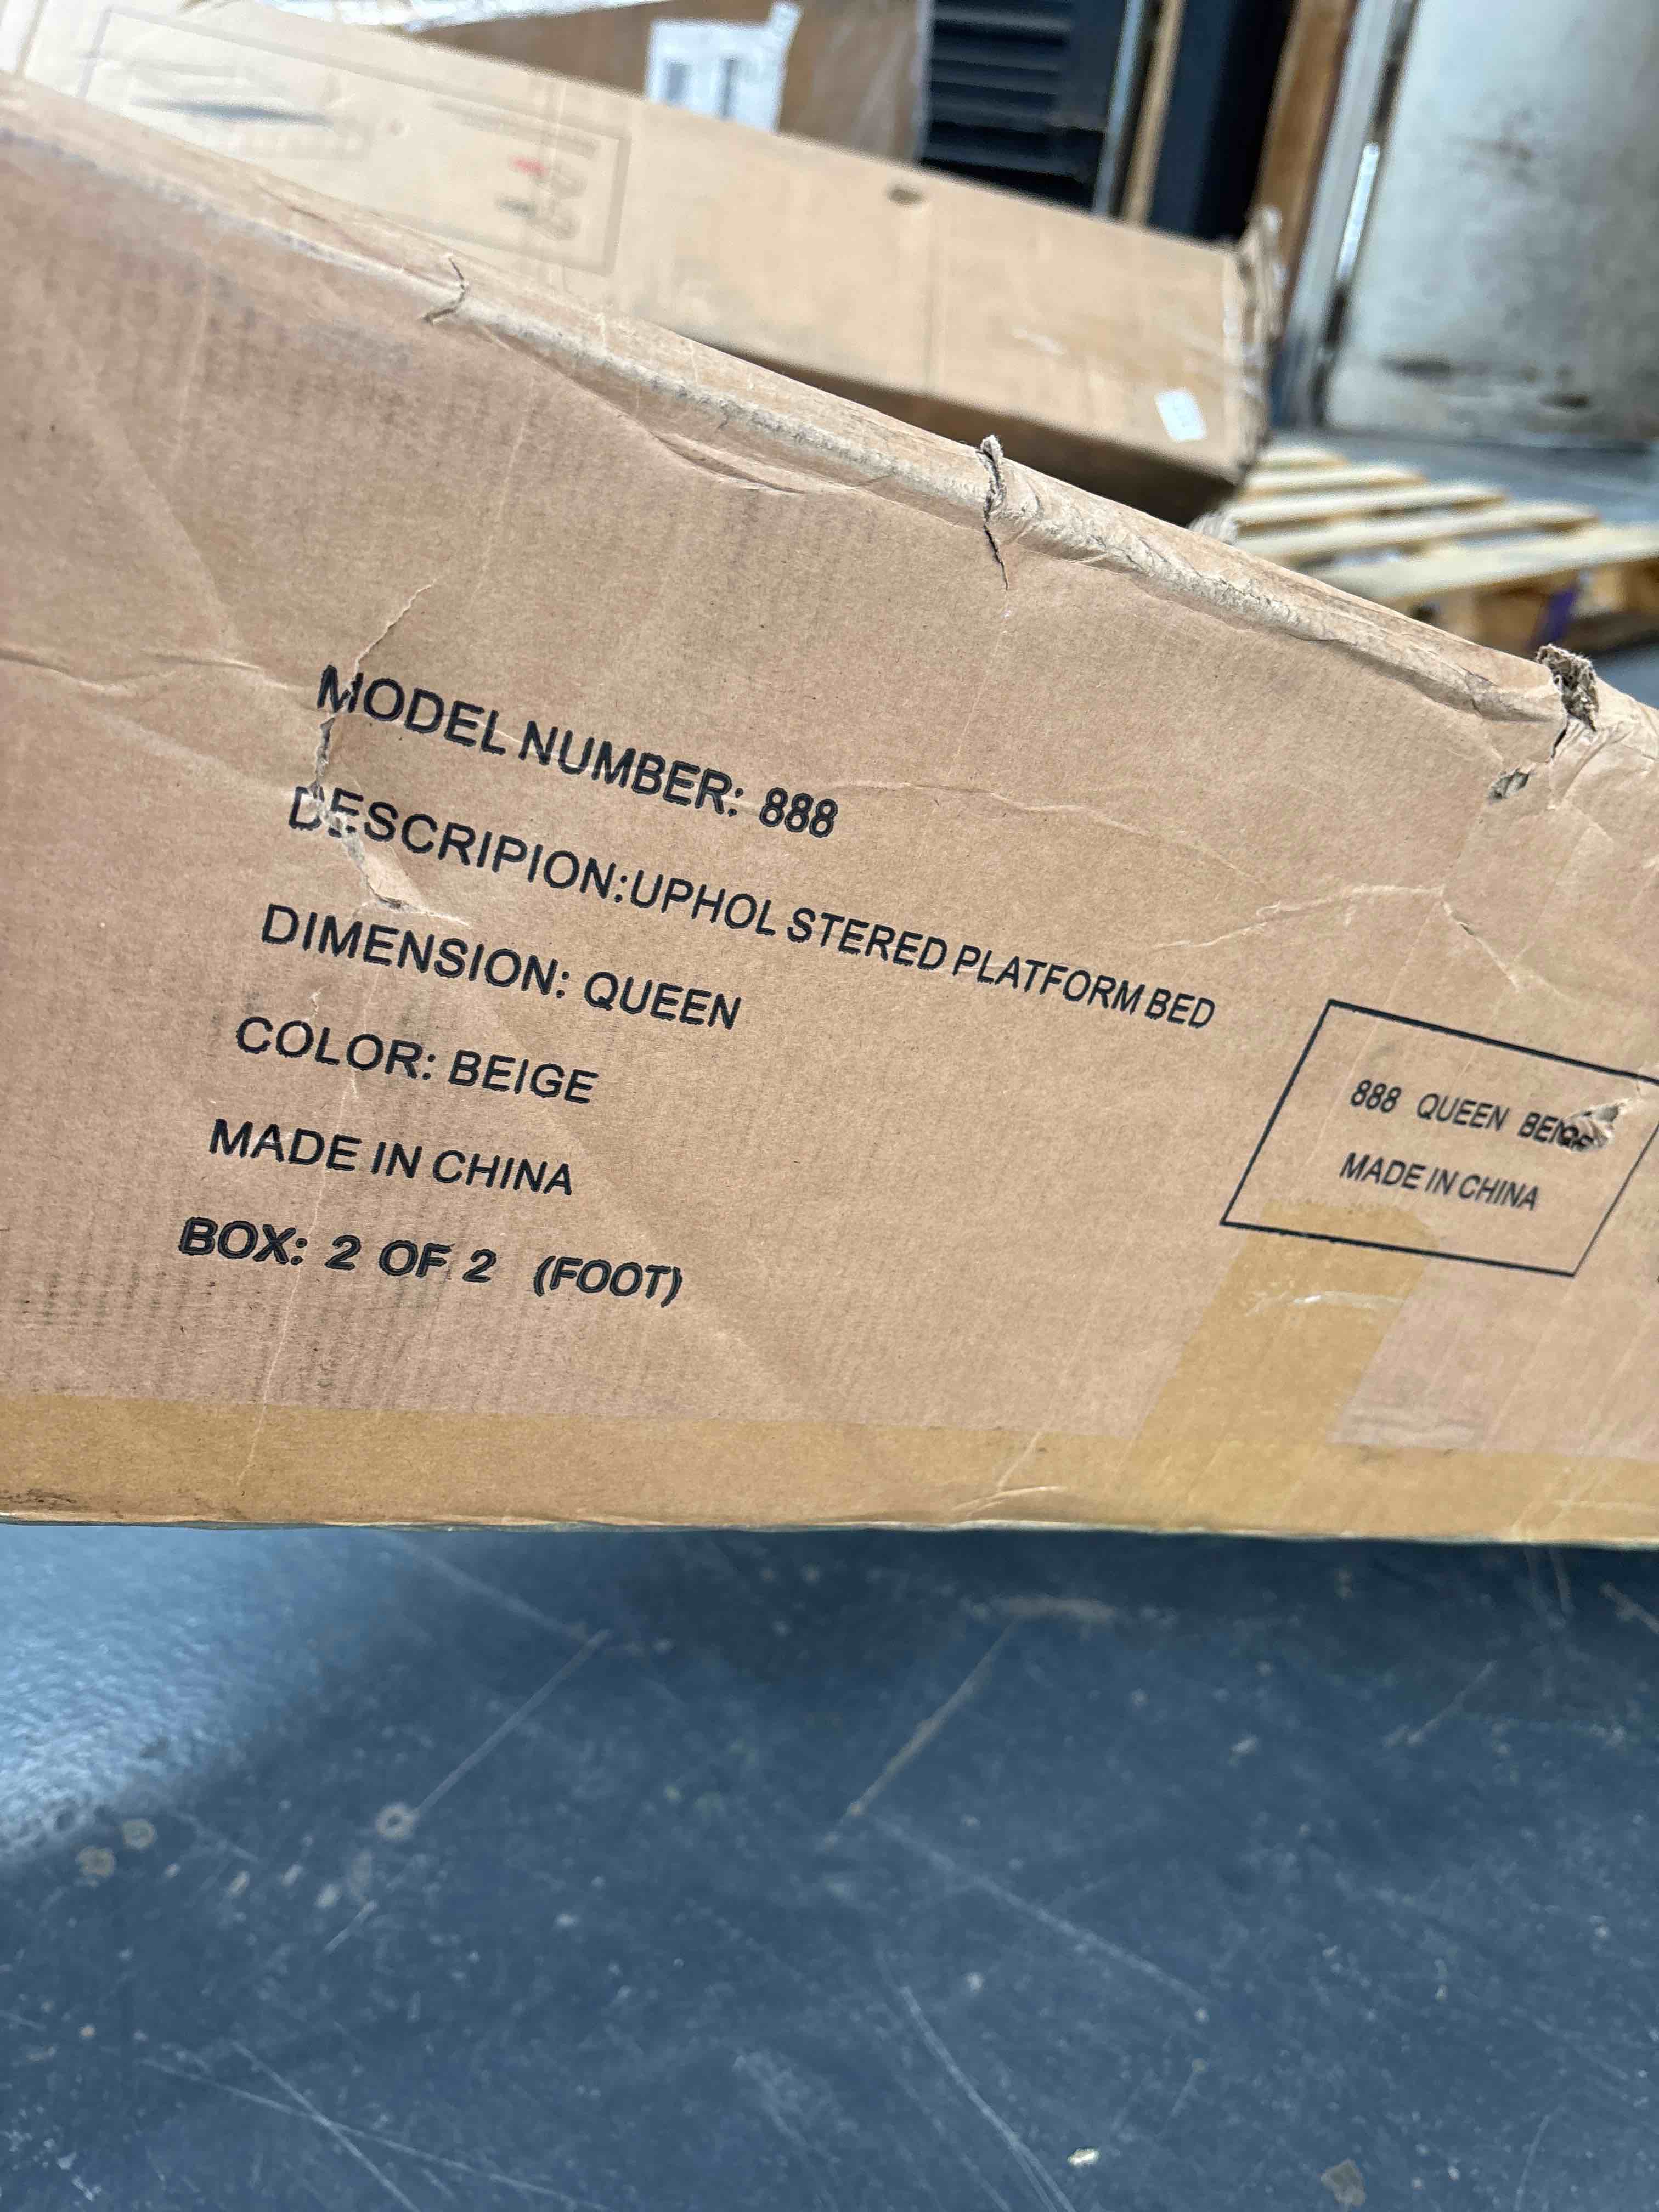 MODEL NUMBER: 888
DESCRIPION:UPHOL STERED PLATFORM BED
DIMENSION: QUEEN
COLOR: BEIGE
MADE IN CHINA
BOX: 2 OF 2 (FOOT)
888 QUEEN BEIGE
MADE IN CHINA